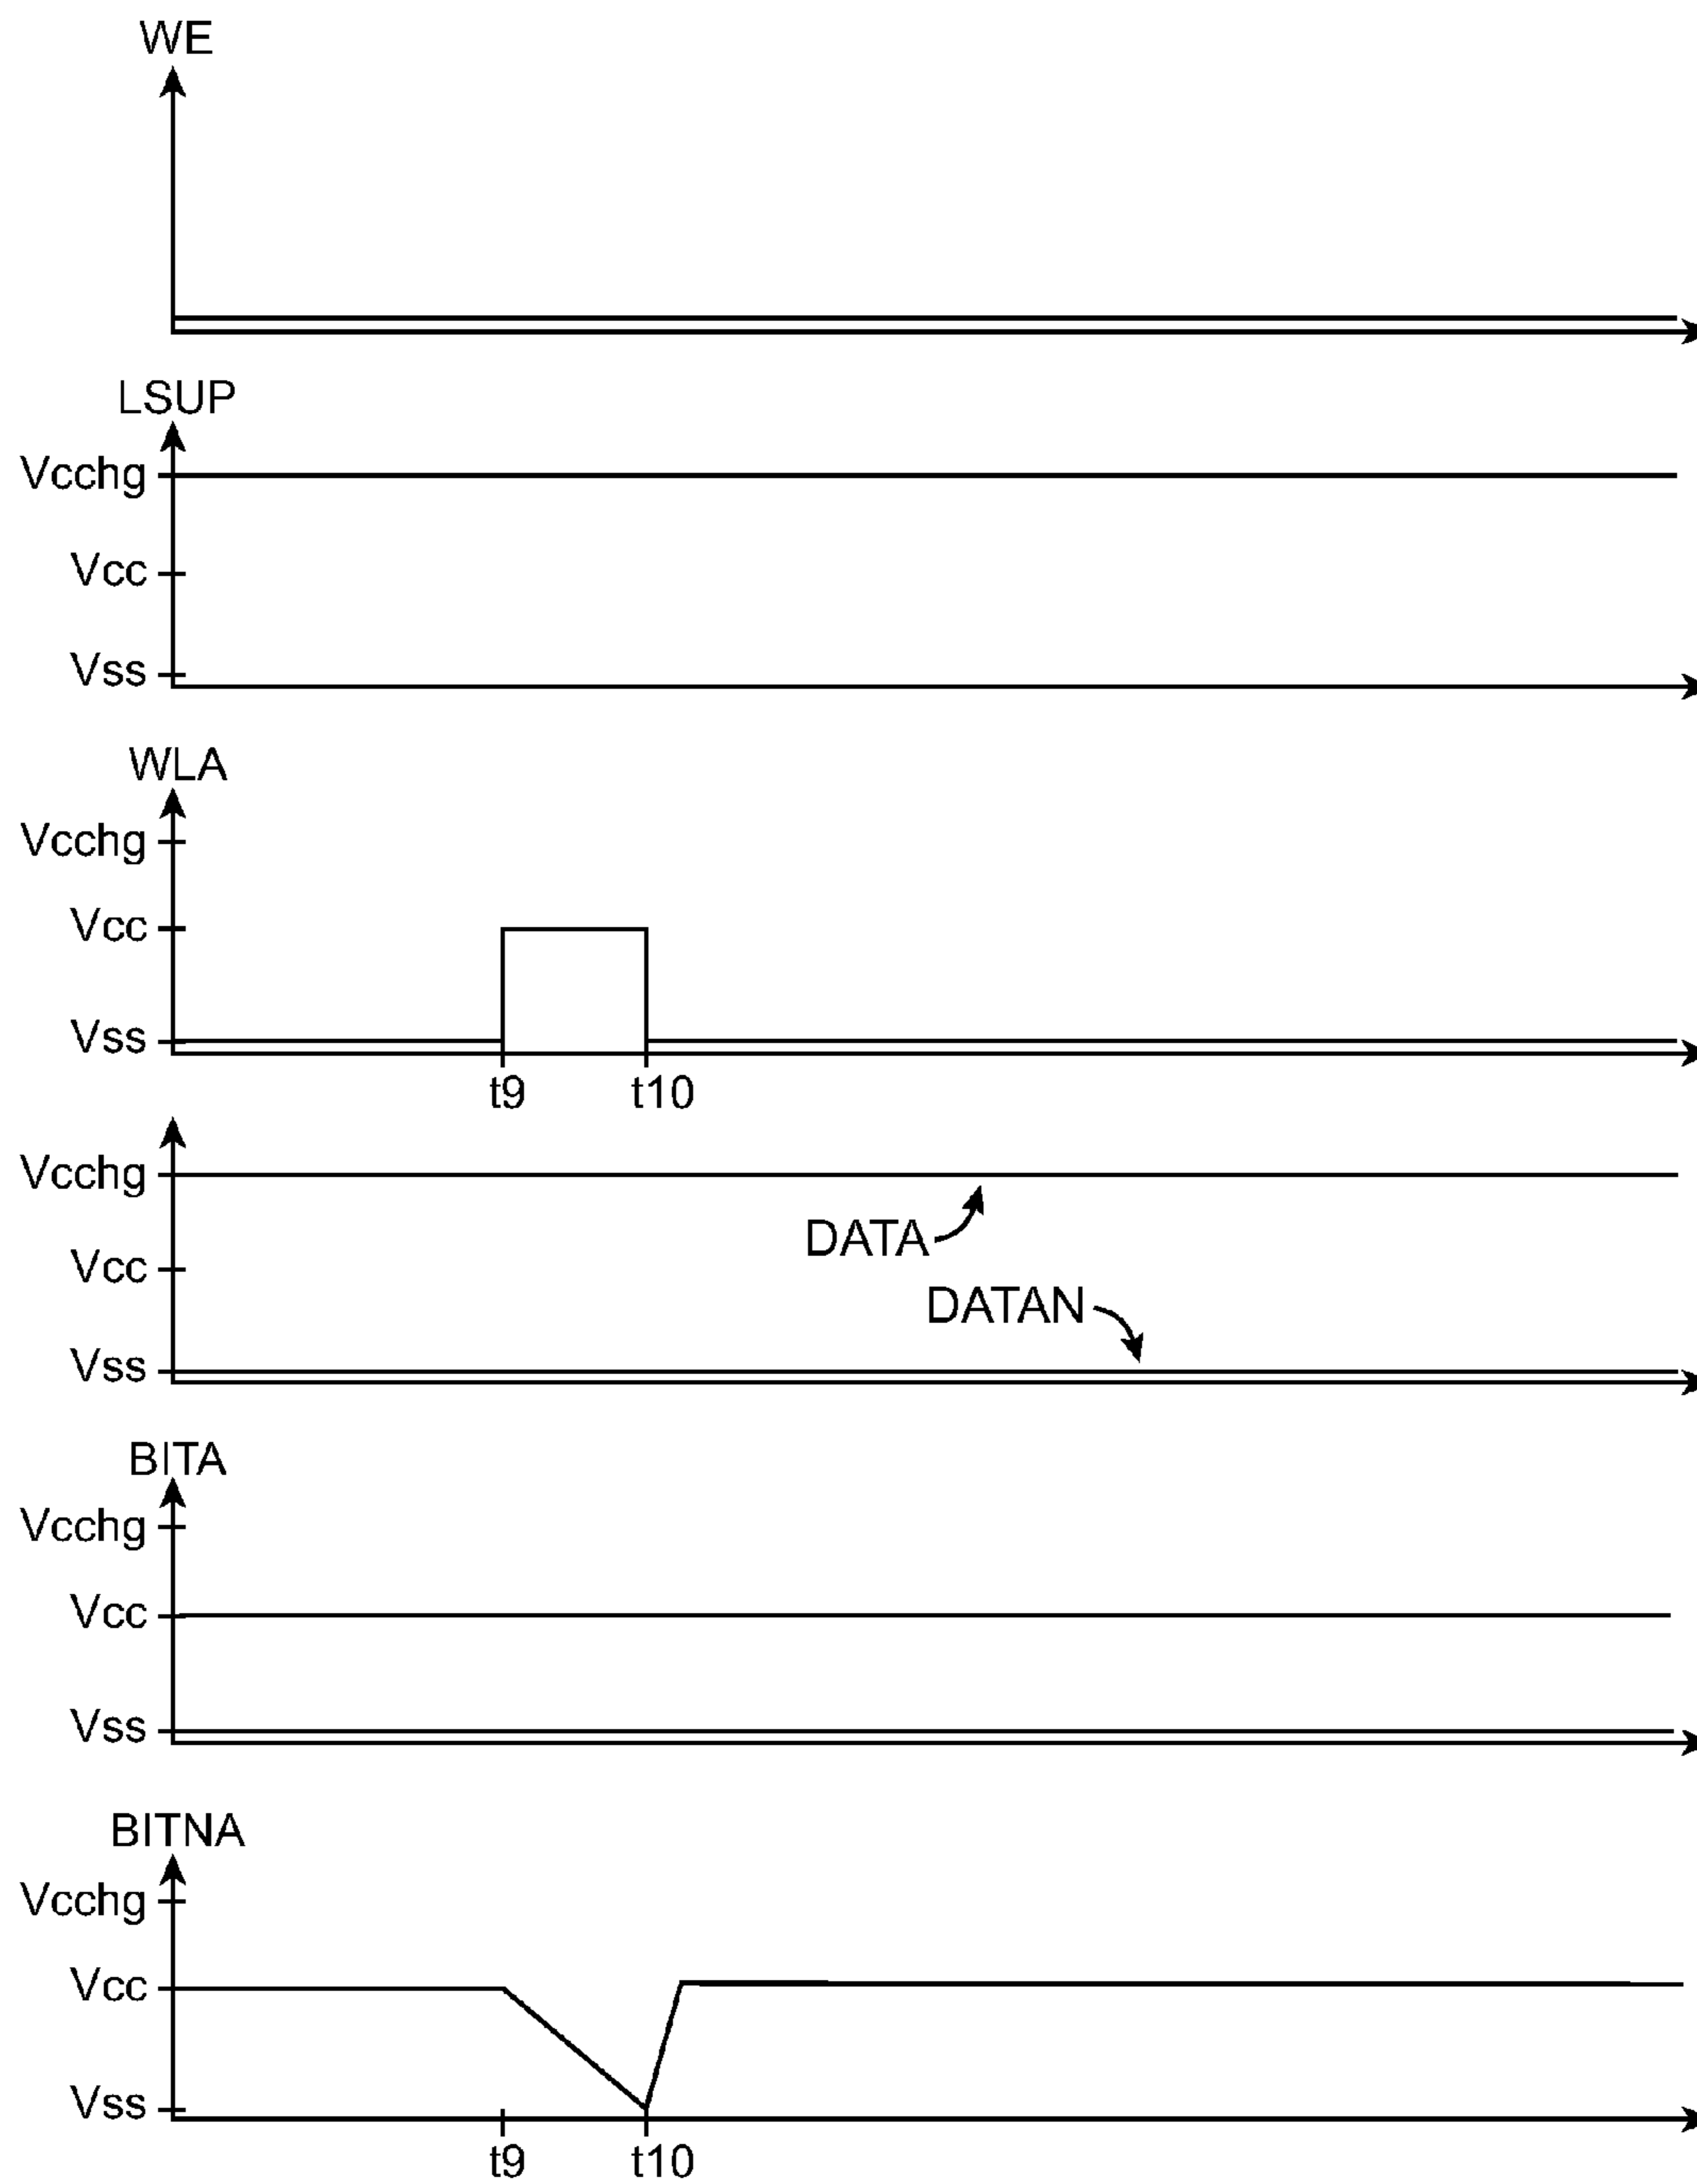 WE
LSUP
Vcchg
Vcc
Vss
WLA
Vcchg
Vcc
Vss
t9 t10
Vcchg
DATA
Vcc
DATAN
Vss
BITA
Vcchg
Vcc
Vss
BITNA
Vcchg
Vcc
Vss
t9 t10